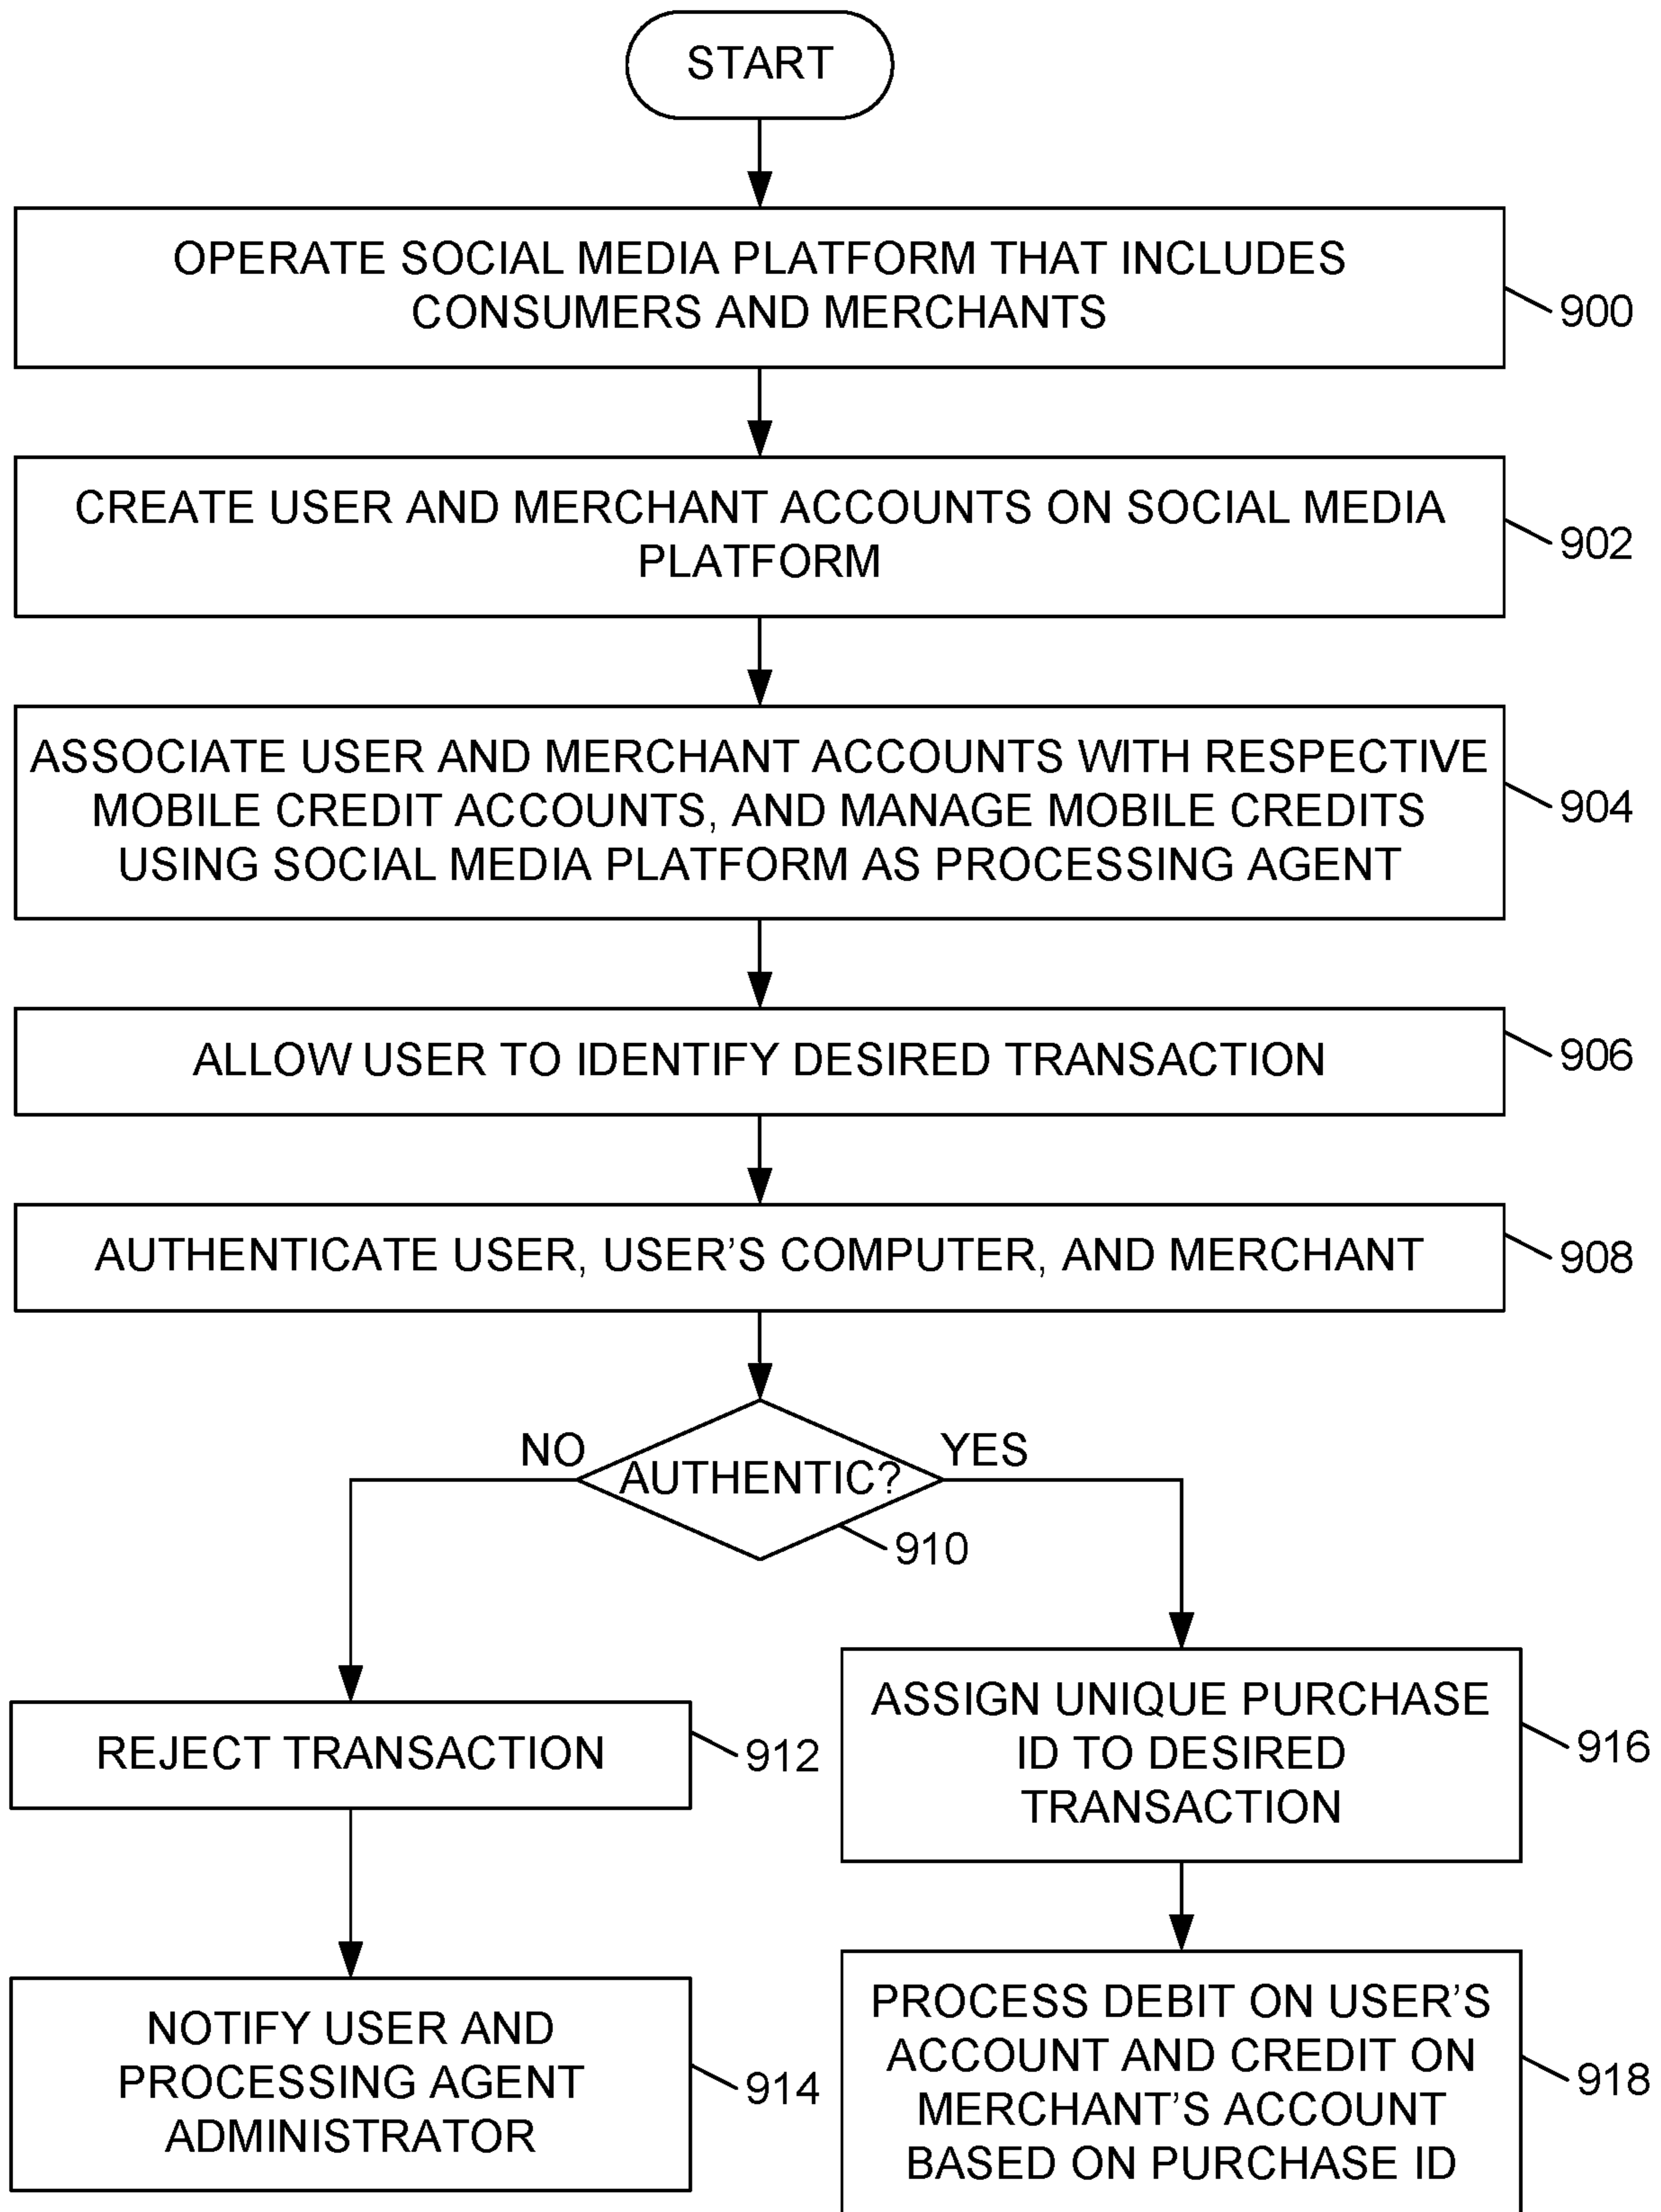 START
OPERATE SOCIAL MEDIA PLATFORM THAT INCLUDES
CONSUMERS AND MERCHANTS
900
CREATE USER AND MERCHANT ACCOUNTS ON SOCIAL MEDIA
PLATFORM
902
ASSOCIATE USER AND MERCHANT ACCOUNTS WITH RESPECTIVE
MOBILE CREDIT ACCOUNTS, AND MANAGE MOBILE CREDITS
USING SOCIAL MEDIA PLATFORM AS PROCESSING AGENT
904
ALLOW USER TO IDENTIFY DESIRED TRANSACTION
906
AUTHENTICATE USER, USER’S COMPUTER, AND MERCHANT
908
NO
YES
AUTHENTIC?
910
REJECT TRANSACTION
912
NOTIFY USER AND
PROCESSING AGENT
ADMINISTRATOR
914
ASSIGN UNIQUE PURCHASE
ID TO DESIRED
TRANSACTION
916
PROCESS DEBIT ON USER’S
ACCOUNT AND CREDIT ON
MERCHANT’S ACCOUNT
BASED ON PURCHASE ID
918